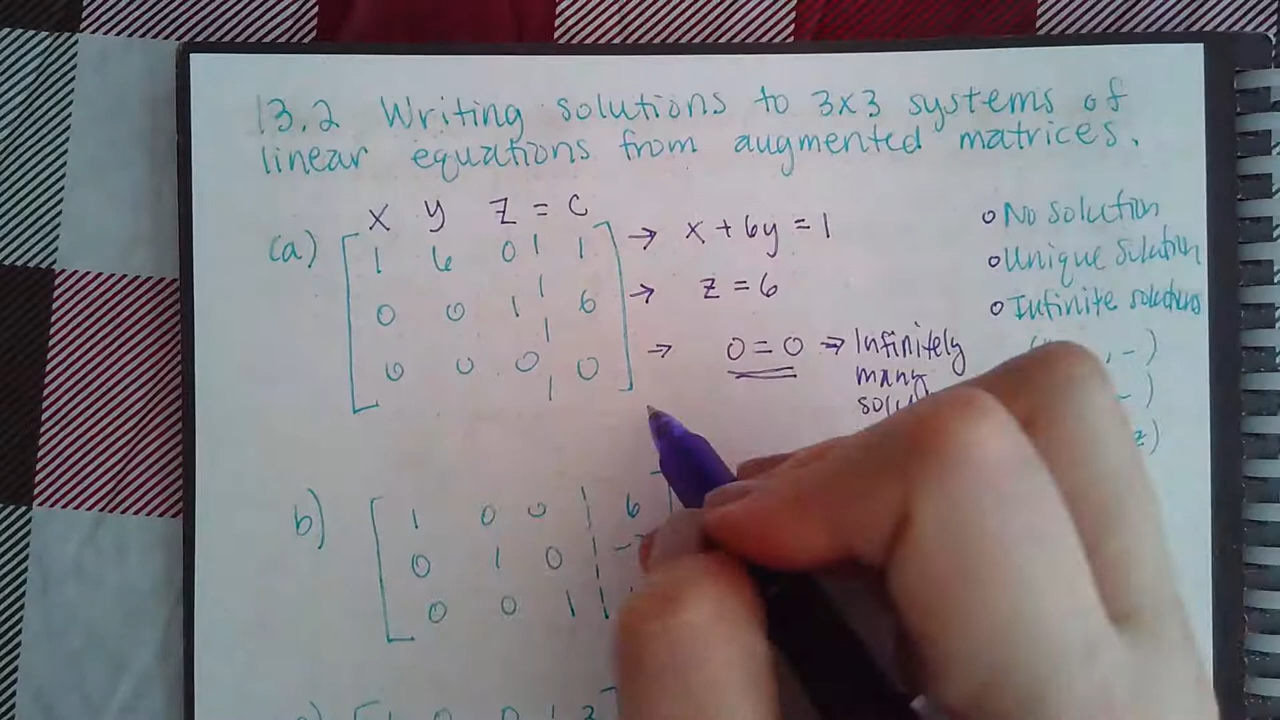 13.2 Writing solutions to 3x3 systems of
linear equations from augmented matrices.
x y z = c
(a) [ 1 6 0 | 1 ] → x + 6y = 1
[ 0 0 1 | 6 ] → z = 6
[ 0 0 0 | 0 ] → 0 = 0 → Infinitely
many
o No solution
o Unique solution
o Infinite solutions
, - )
- )
z)
b) [ 1 0 0 | 6
0 1 0 | -
0 0 1 |